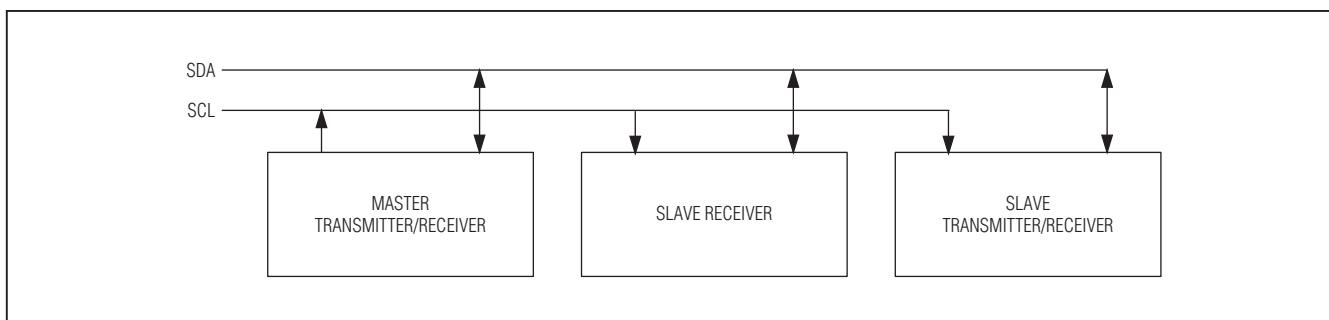 SDA
SCL
MASTER
TRANSMITTER/RECEIVER
SLAVE RECEIVER
SLAVE
TRANSMITTER/RECEIVER